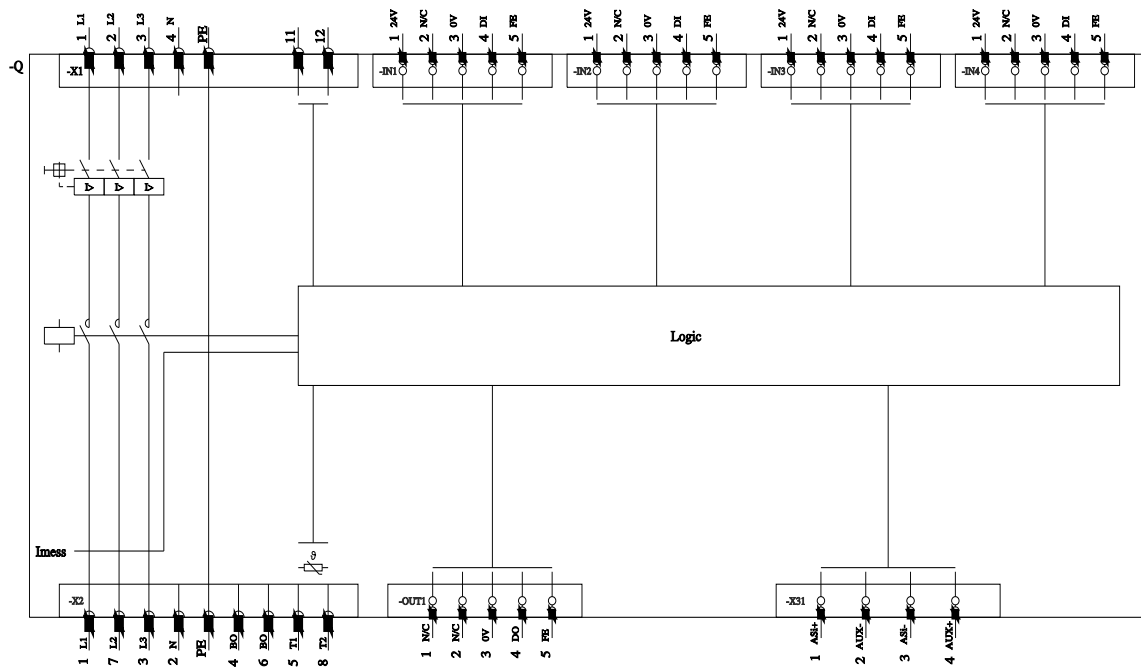 1 L1
2 L2
3 L3
4 N
PE
11
12
1 24V
2 N/C
3 0V
4 DI
5 FE
1 24V
2 N/C
3 0V
4 DI
5 FE
1 24V
2 N/C
3 0V
4 DI
5 FE
1 24V
2 N/C
3 0V
4 DI
5 FE
-Q
-X1
-IN1
-IN2
-IN3
-IN4
I>
I>
I>
Logic
Imess
ϑ
-X2
-OUT1
-X31
1 L1
7 L2
3 L3
2 N
PE
4 BO
6 BO
5 T1
8 T2
1 N/C
2 N/C
3 0V
4 DO
5 FE
1 ASi+
2 AUX-
3 ASi-
4 AUX+